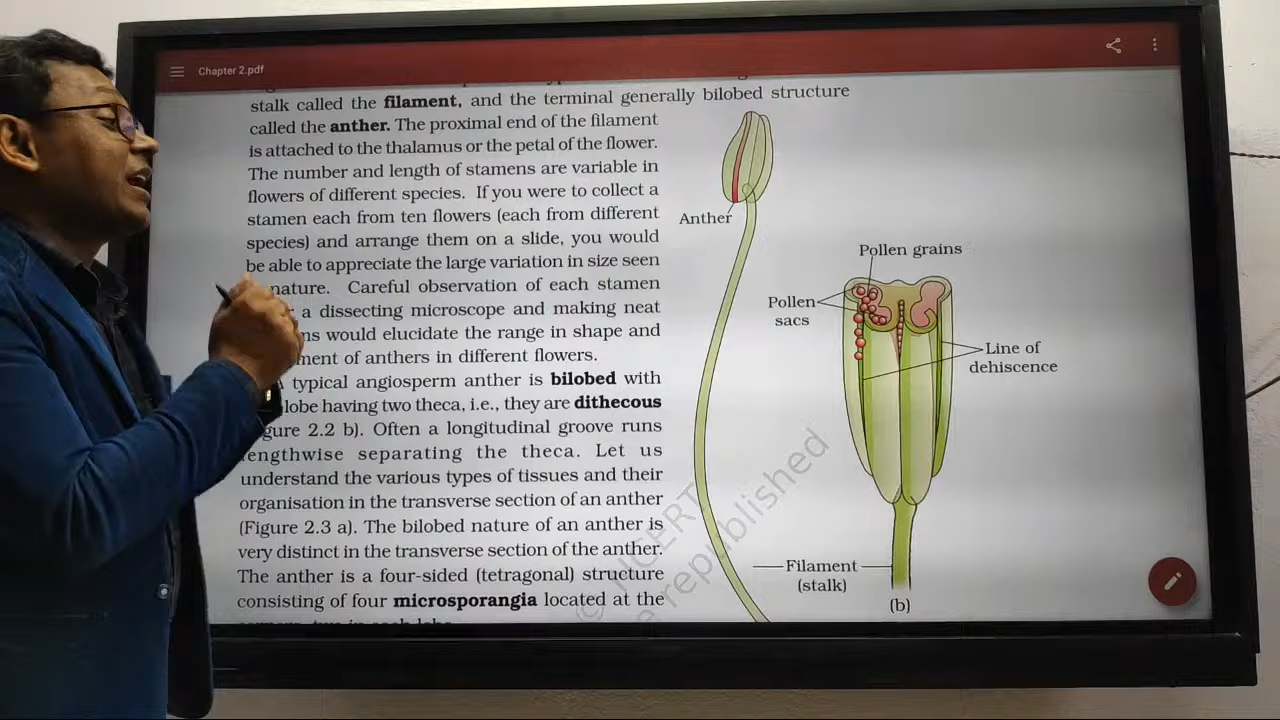 Chapter 2.pdf
stalk called the filament, and the terminal generally bilobed structure
called the anther. The proximal end of the filament
is attached to the thalamus or the petal of the flower.
The number and length of stamens are variable in
flowers of different species. If you were to collect a
stamen each from ten flowers (each from different
species) and arrange them on a slide, you would
be able to appreciate the large variation in size seen
nature. Careful observation of each stamen
a dissecting microscope and making neat
would elucidate the range in shape and
of anthers in different flowers.
typical angiosperm anther is bilobed with
lobe having two theca, i.e., they are dithecous
2.2 b). Often a longitudinal groove runs
lengthwise separating the theca. Let us
understand the various types of tissues and their
organisation in the transverse section of an anther
(Figure 2.3 a). The bilobed nature of an anther is
very distinct in the transverse section of the anther.
The anther is a four-sided (tetragonal) structure
consisting of four microsporangia located at the
Anther
Pollen grains
Pollen
sacs
Line of
dehiscence
Filament
(stalk)
(b)
© NCERT
republished